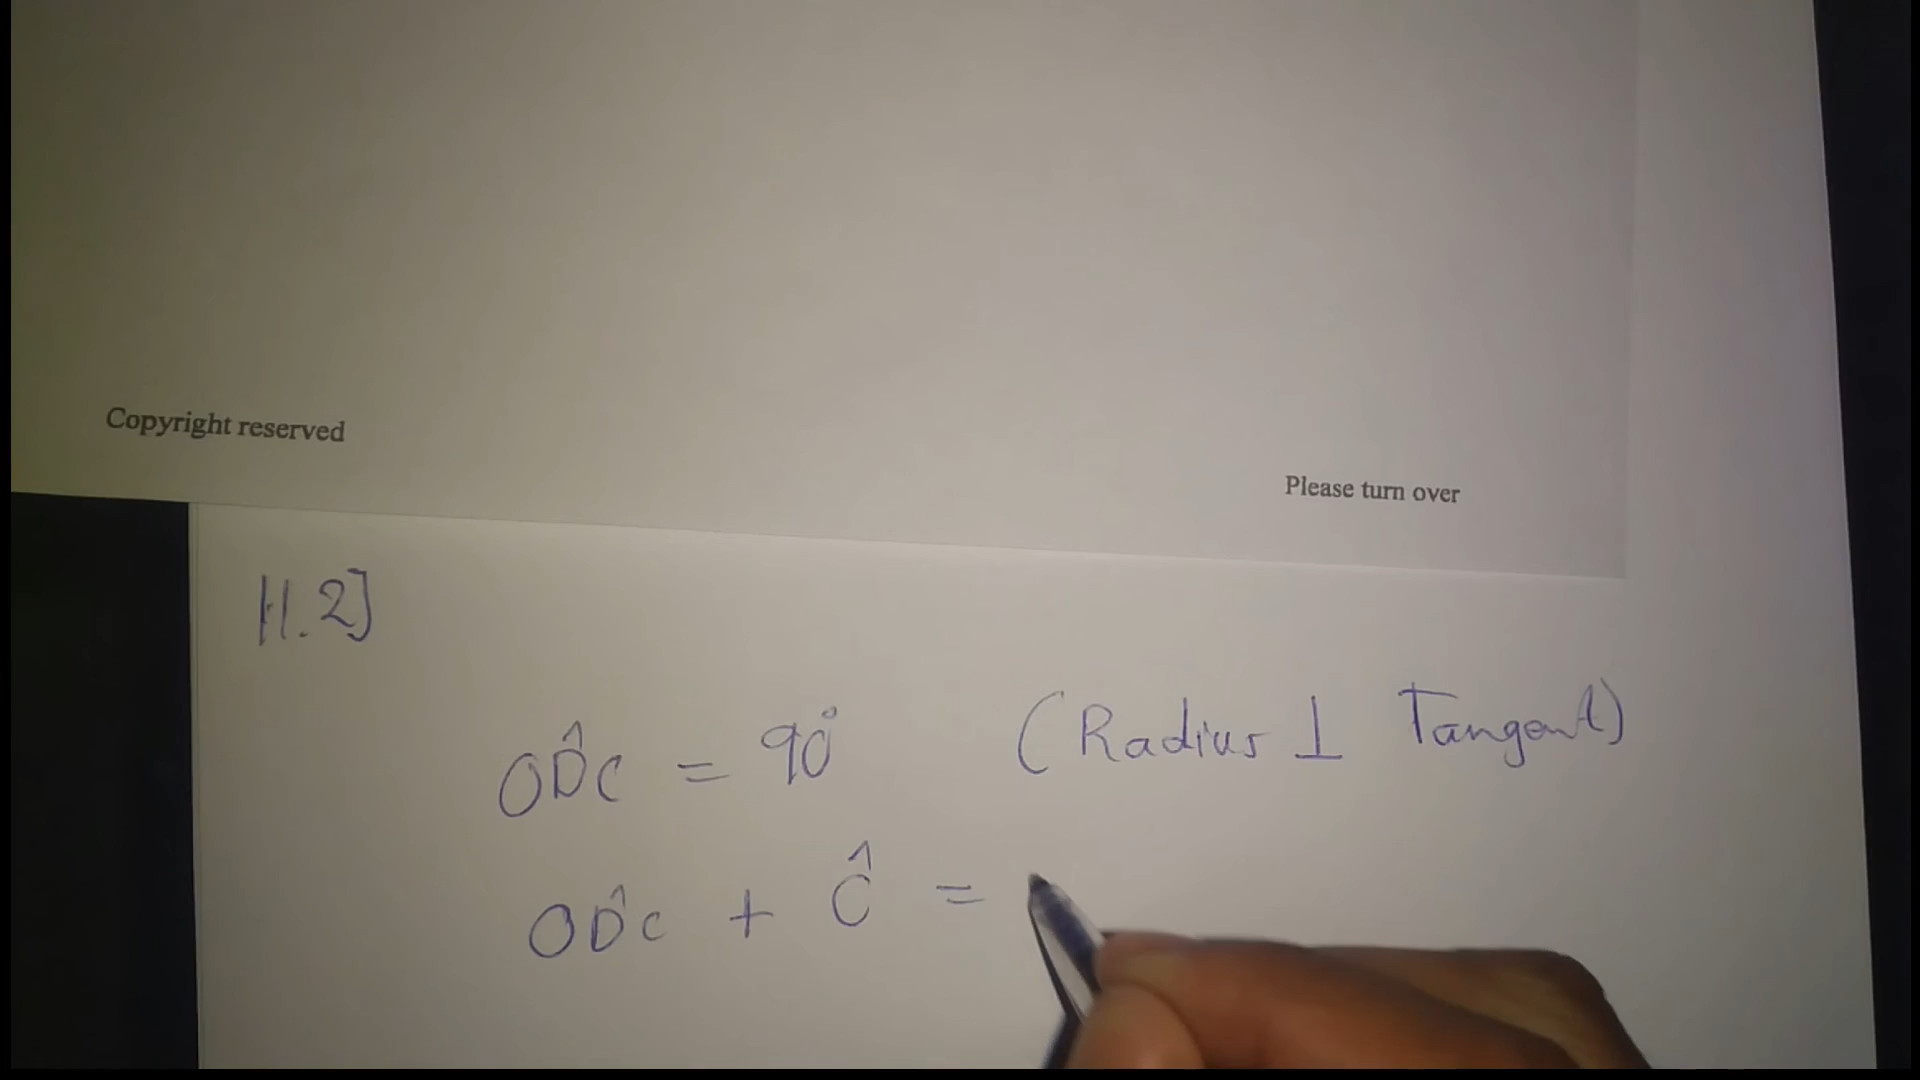 Copyright reserved
Please turn over
11.2]
OD̂C = 90° (Radius ⊥ Tangent)
OD̂C + Ĉ =